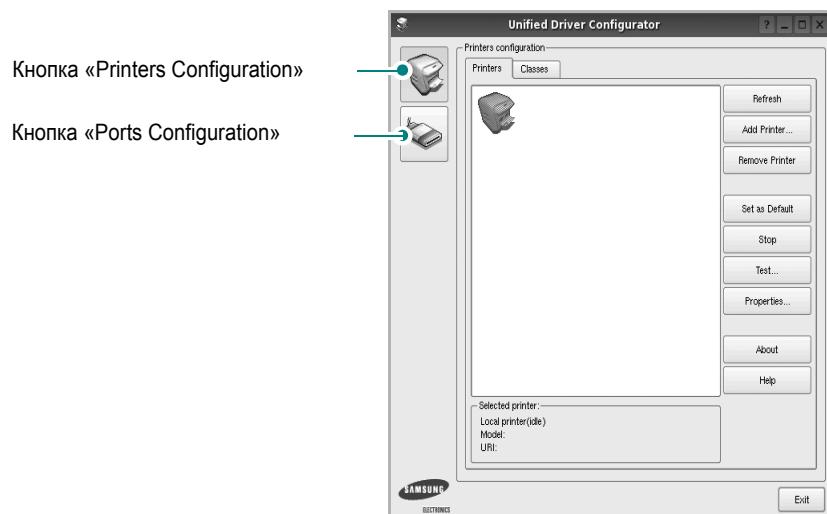 Unified Driver Configurator
Кнопка «Printers Configuration»
Кнопка «Ports Configuration»
Printers configuration
Printers
Classes
Refresh
Add Printer...
Remove Printer
Set as Default
Stop
Test...
Properties...
About
Help
Selected printer:
Local printer(idle)
Model:
URI:
SAMSUNG
ELECTRONICS
Exit